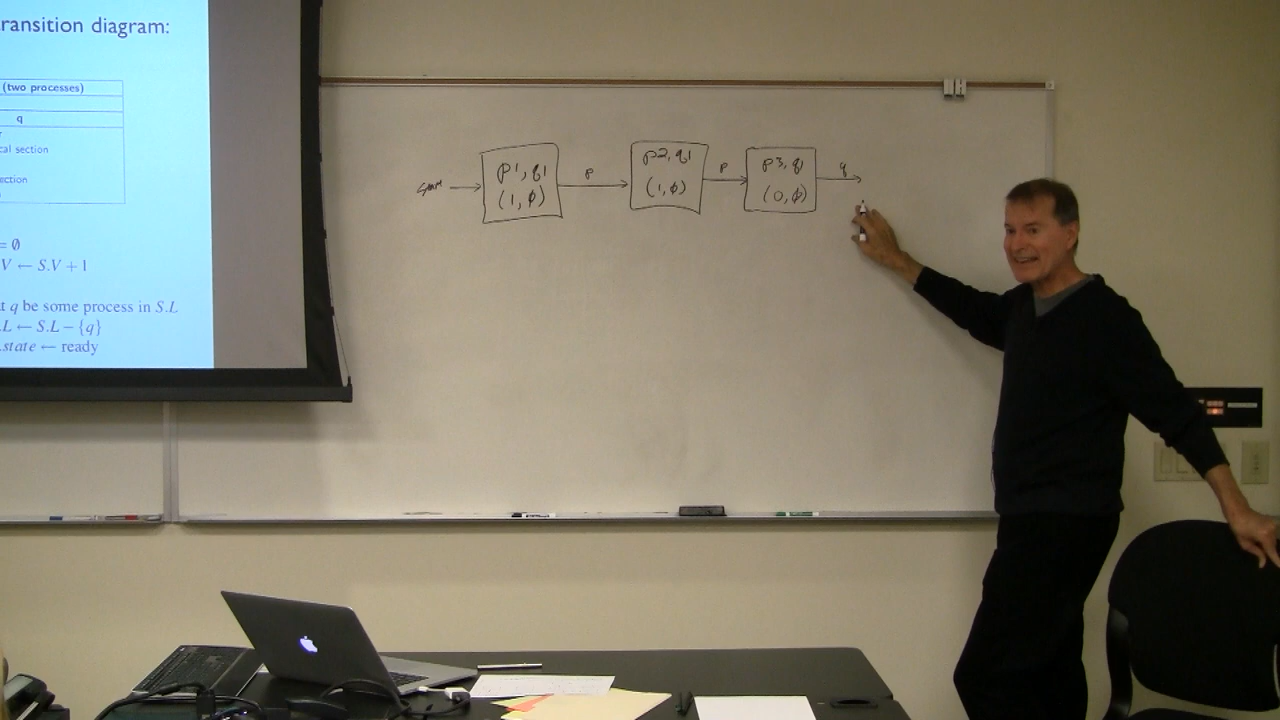 ransition diagram:
(two processes)
q
r
cal section
ection
= ∅
V ← S.V + 1
t q be some process in S.L
.L ← S.L − {q}
.state ← ready
start
p1, q1
(1, ∅)
p
p2, q1
(1, ∅)
p
p3, q1
(0, ∅)
q